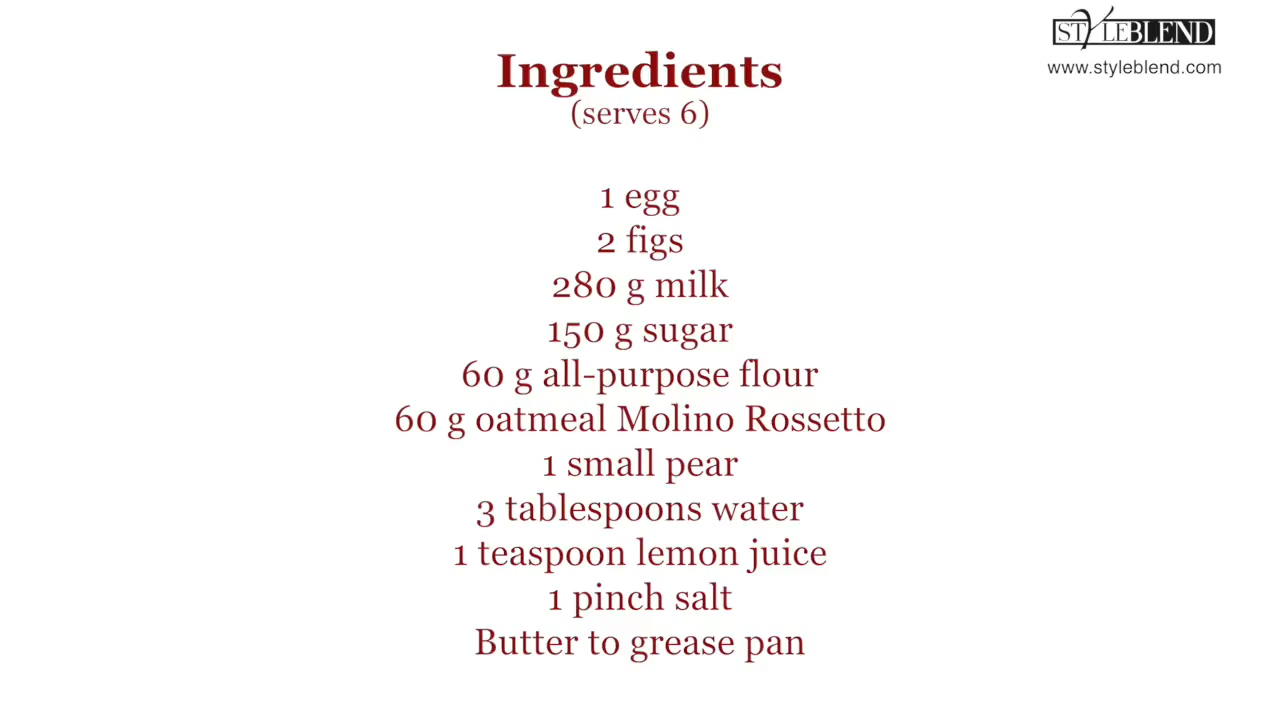 STYLEBLEND
www.styleblend.com
Ingredients
(serves 6)
1 egg
2 figs
280 g milk
150 g sugar
60 g all-purpose flour
60 g oatmeal Molino Rossetto
1 small pear
3 tablespoons water
1 teaspoon lemon juice
1 pinch salt
Butter to grease pan